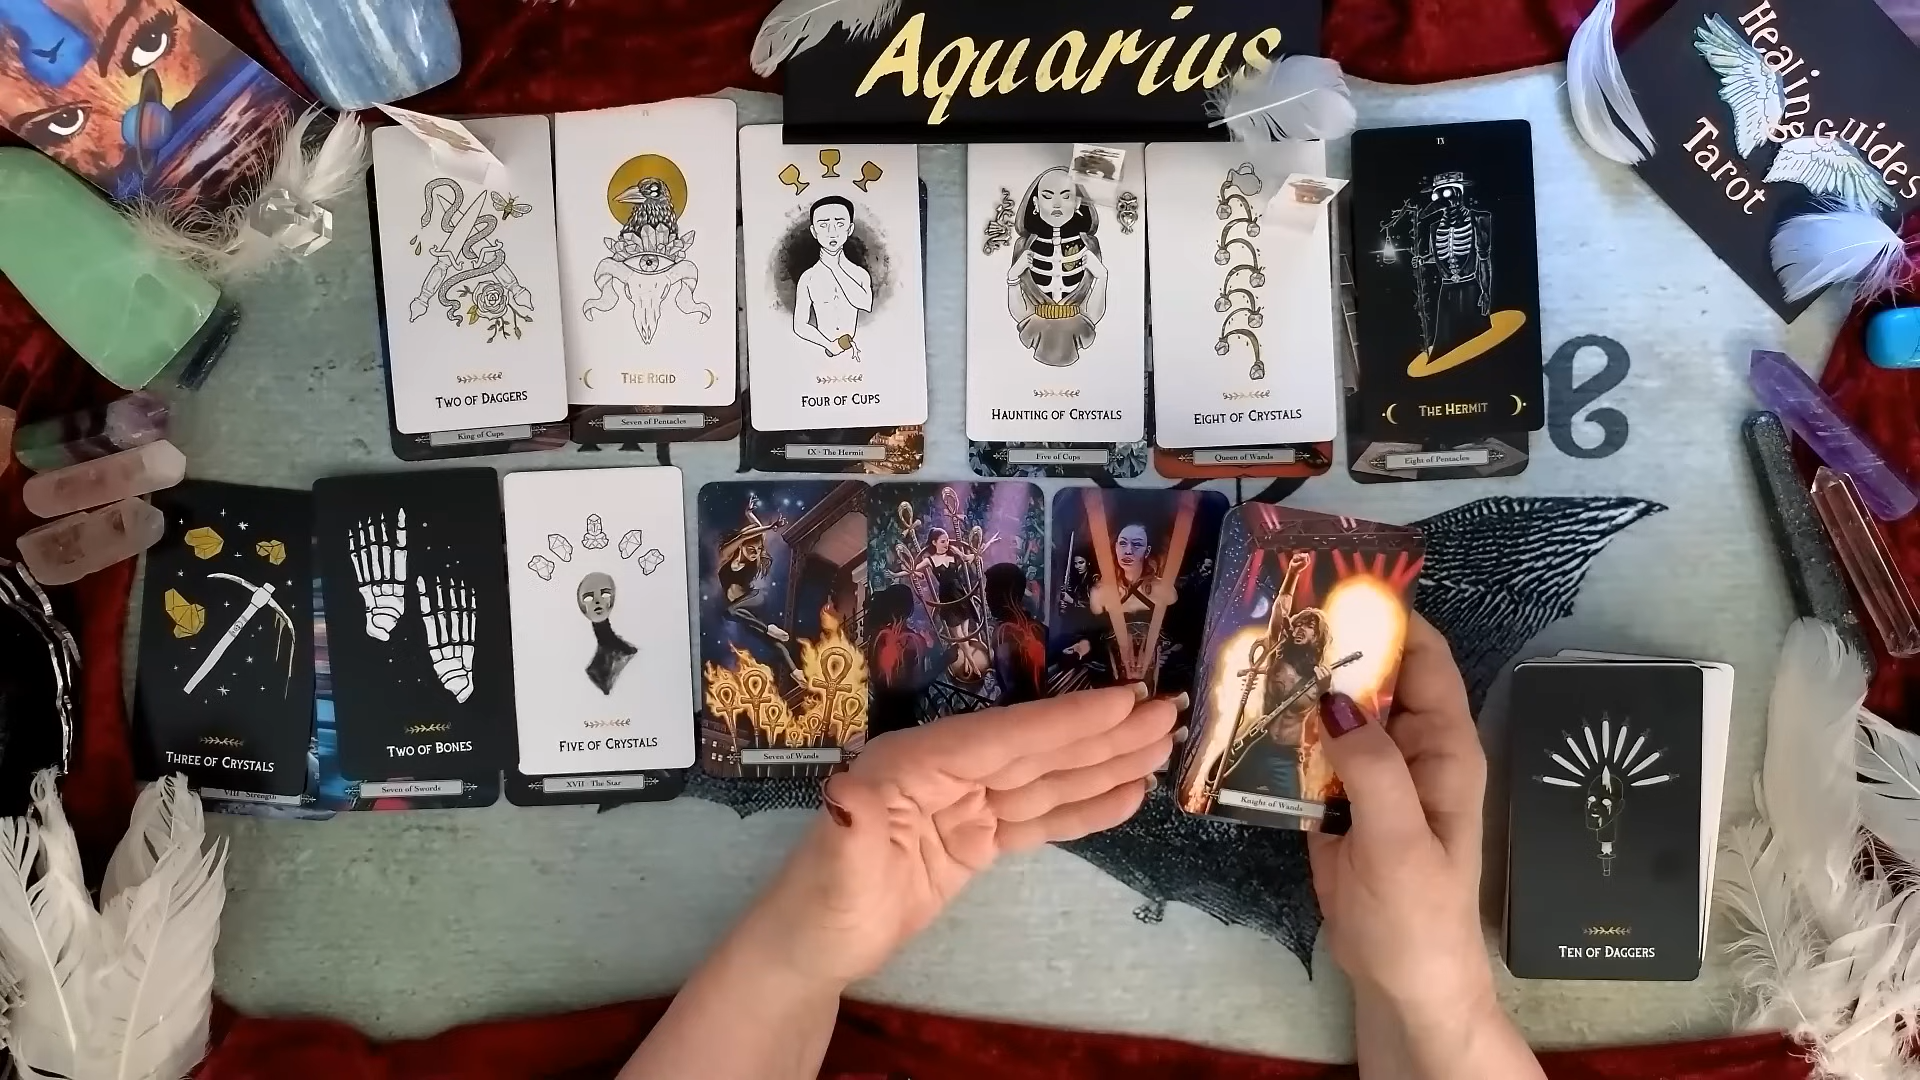 Aquarius
Healing Guides
Tarot
TWO OF DAGGERS
THE RIGID
FOUR OF CUPS
HAUNTING OF CRYSTALS
EIGHT OF CRYSTALS
IX
THE HERMIT
King of Cups
Seven of Pentacles
IX · The Hermit
Five of Cups
Queen of Wands
Eight of Pentacles
THREE OF CRYSTALS
TWO OF BONES
FIVE OF CRYSTALS
VIII · Strength
Seven of Swords
XVII · The Star
Seven of Wands
Knight of Wands
TEN OF DAGGERS